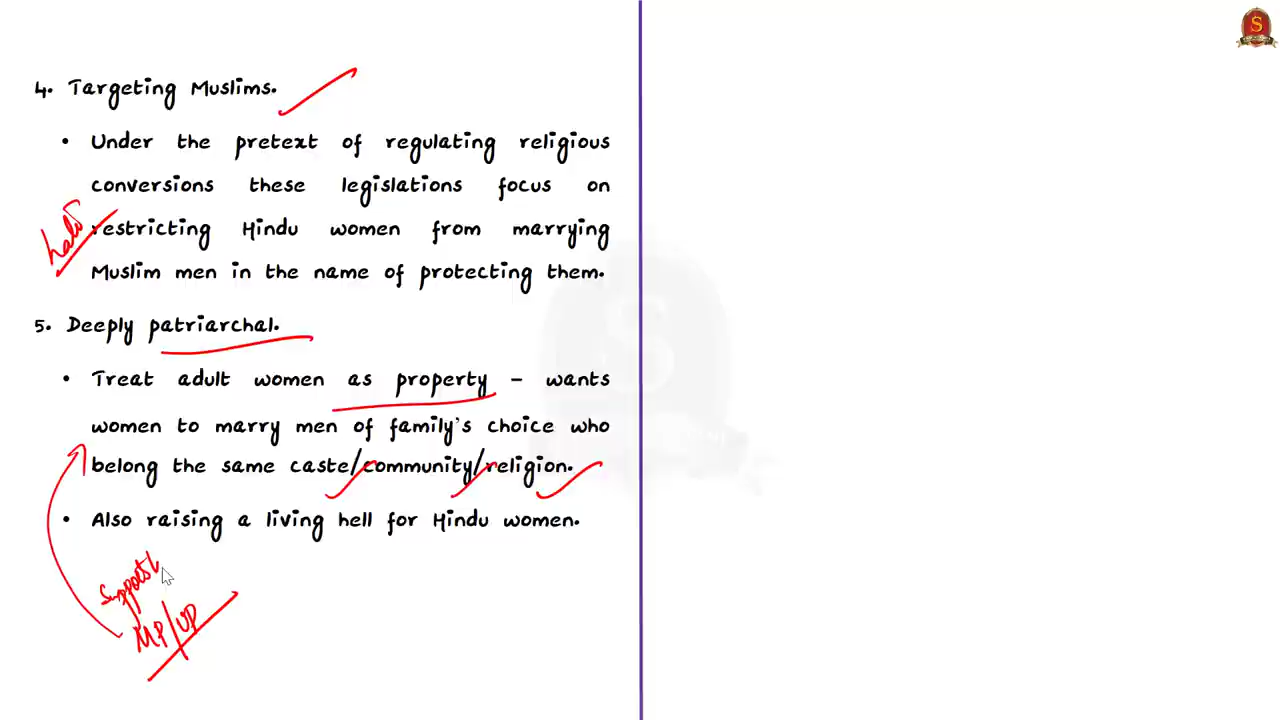 4. Targeting Muslims.
• Under the pretext of regulating religious
conversions these legislations focus on
restricting Hindu women from marrying
Muslim men in the name of protecting them.
5. Deeply patriarchal.
• Treat adult women as property – wants
women to marry men of family's choice who
belong the same caste/community/religion.
• Also raising a living hell for Hindu women.
MP/UP
S